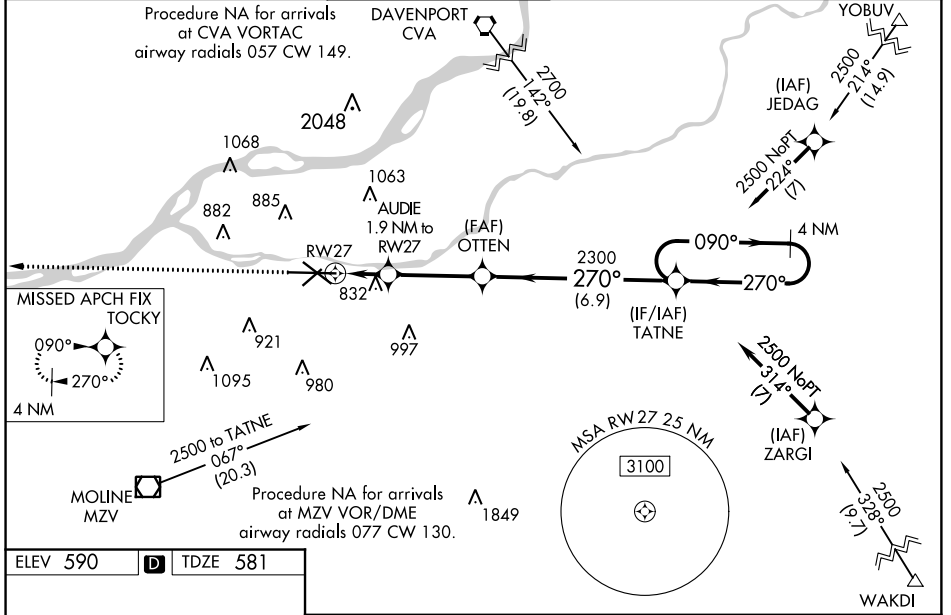 Procedure NA for arrivals
at CVA VORTAC
airway radials 057 CW 149.
DAVENPORT
CVA
2700
142°
(19.8)
YOBUV
2500
214°
(14.9)
(IAF)
JEDAG
2500 NoPT
224°
(7)
2048
1068
1063
885
882
AUDIE
1.9 NM to
RW27
RW27
832
(FAF)
OTTEN
2300
270°
(6.9)
090°
4 NM
270°
(IF/IAF)
TATNE
MISSED APCH FIX
TOCKY
090°
270°
4 NM
921
1095
980
997
2500 NoPT
314°
(7)
(IAF)
ZARGI
2500 to TATNE
067°
(20.3)
MOLINE
MZV
Procedure NA for arrivals
at MZV VOR/DME
airway radials 077 CW 130.
1849
MSA RW27 25 NM
3100
2500
328°
(9.7)
WAKDI
ELEV 590 D TDZE 581